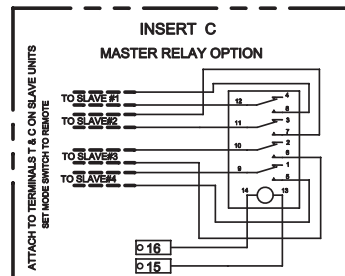 INSERT C
MASTER RELAY OPTION
ATTACH TO TERMINALS T & C ON SLAVE UNITS
SET MODE SWITCH TO REMOTE
TO SLAVE #1
TO SLAVE#2
TO SLAVE#3
TO SLAVE#4
12
4
8
11
3
7
10
2
6
9
1
5
14
13
16
15